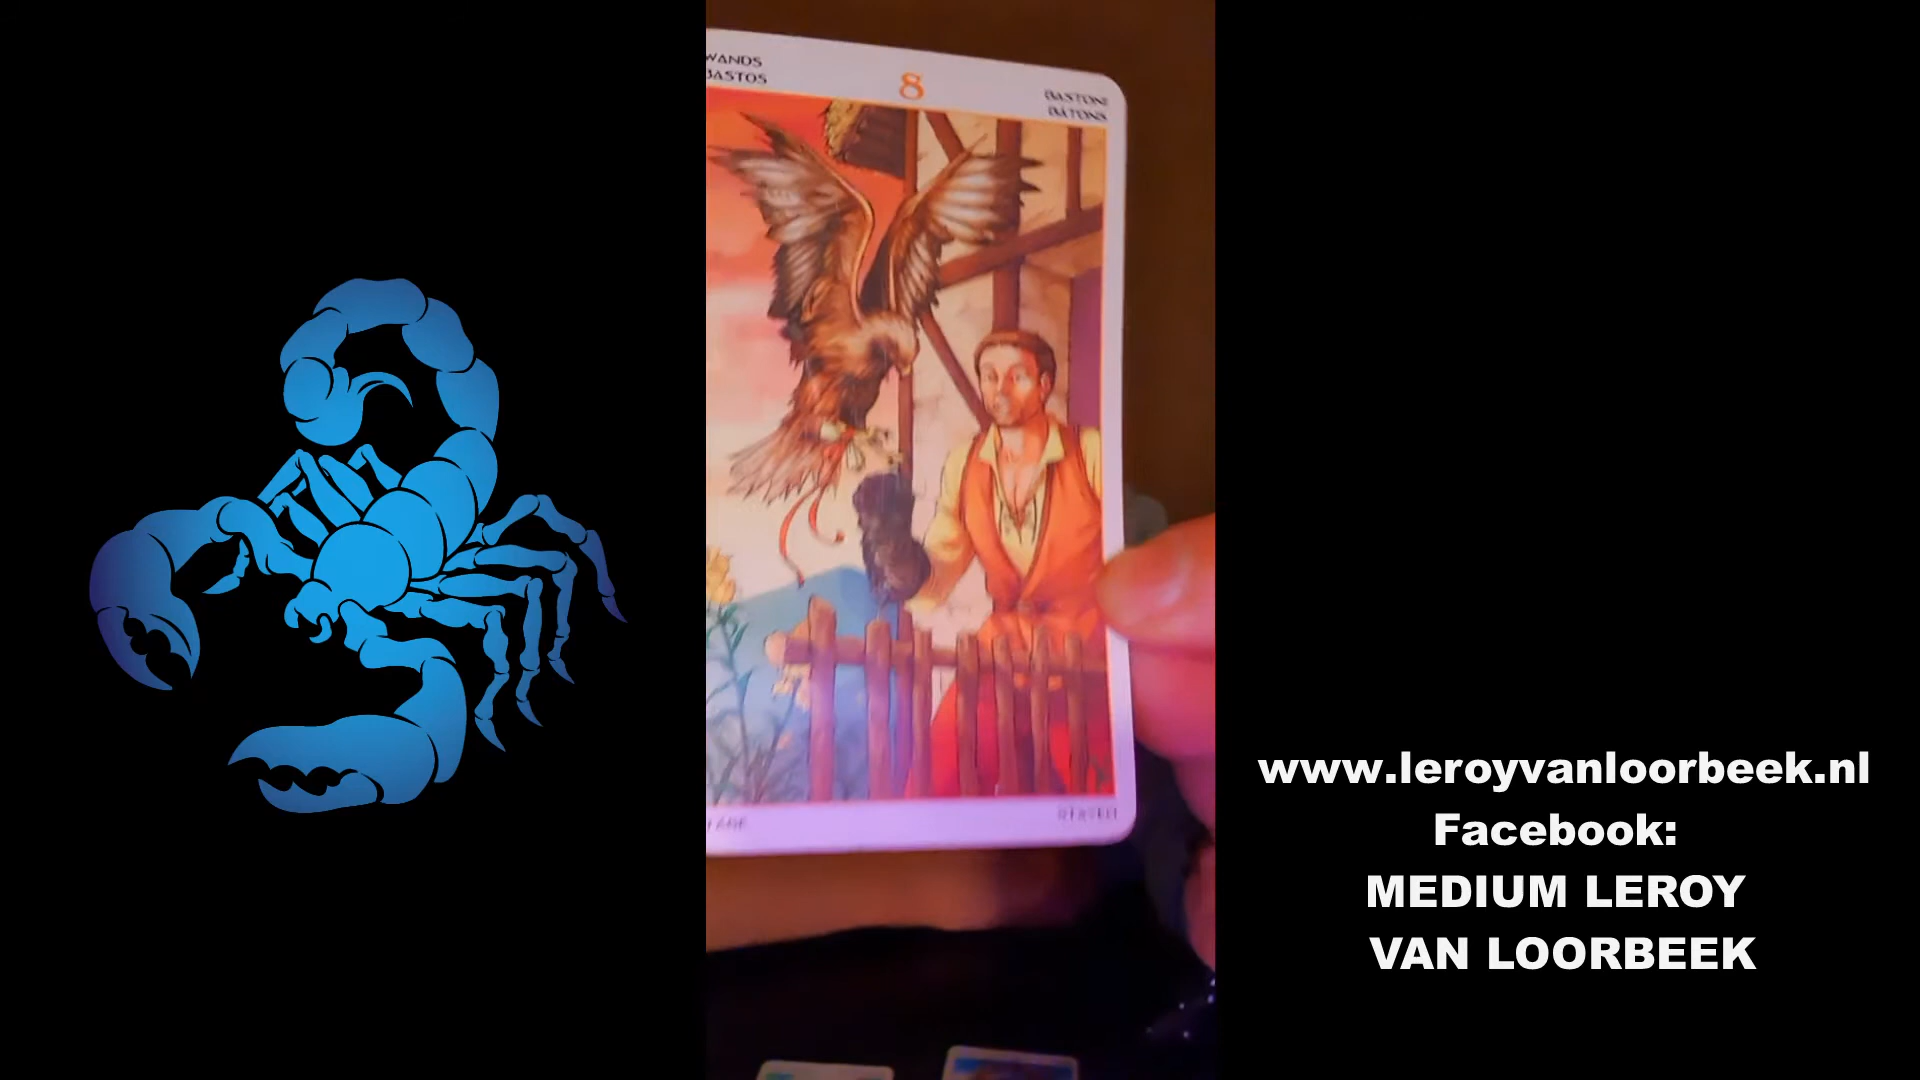 WANDS
BASTOS
8
BASTONI
BÂTONS
www.leroyvanloorbeek.nl
Facebook:
MEDIUM LEROY
VAN LOORBEEK